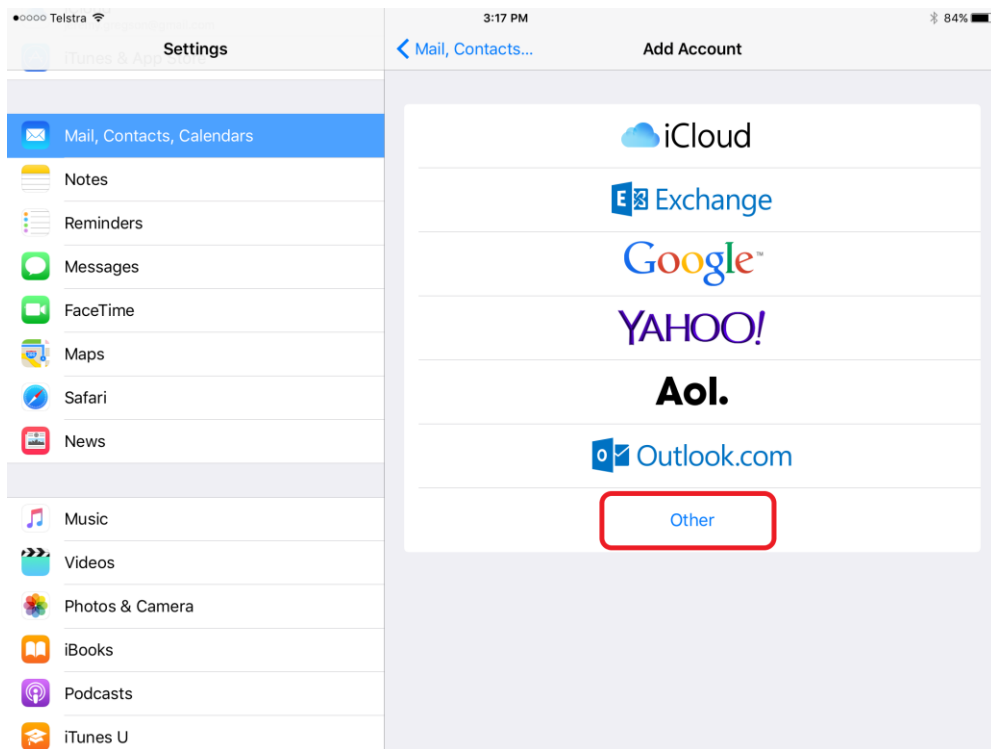 Telstra
3:17 PM
84%
Settings
Mail, Contacts...
Add Account
iTunes & App Store
Mail, Contacts, Calendars
Notes
Reminders
Messages
FaceTime
Maps
Safari
News
Music
Videos
Photos & Camera
iBooks
Podcasts
iTunes U
iCloud
E Exchange
Google™
YAHOO!
Aol.
o Outlook.com
Other